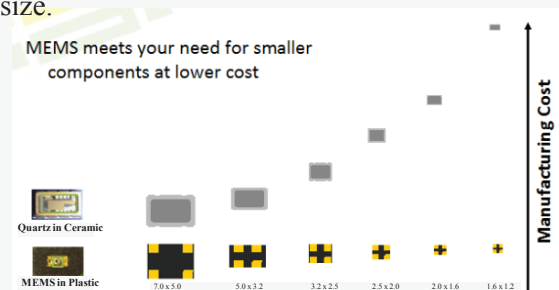 size.
MEMS meets your need for smaller
components at lower cost
Manufacturing Cost
Quartz in Ceramic
MEMS in Plastic
7.0 x 5.0
5.0 x 3.2
3.2 x 2.5
2.5 x 2.0
2.0 x 1.6
1.6 x 1.2